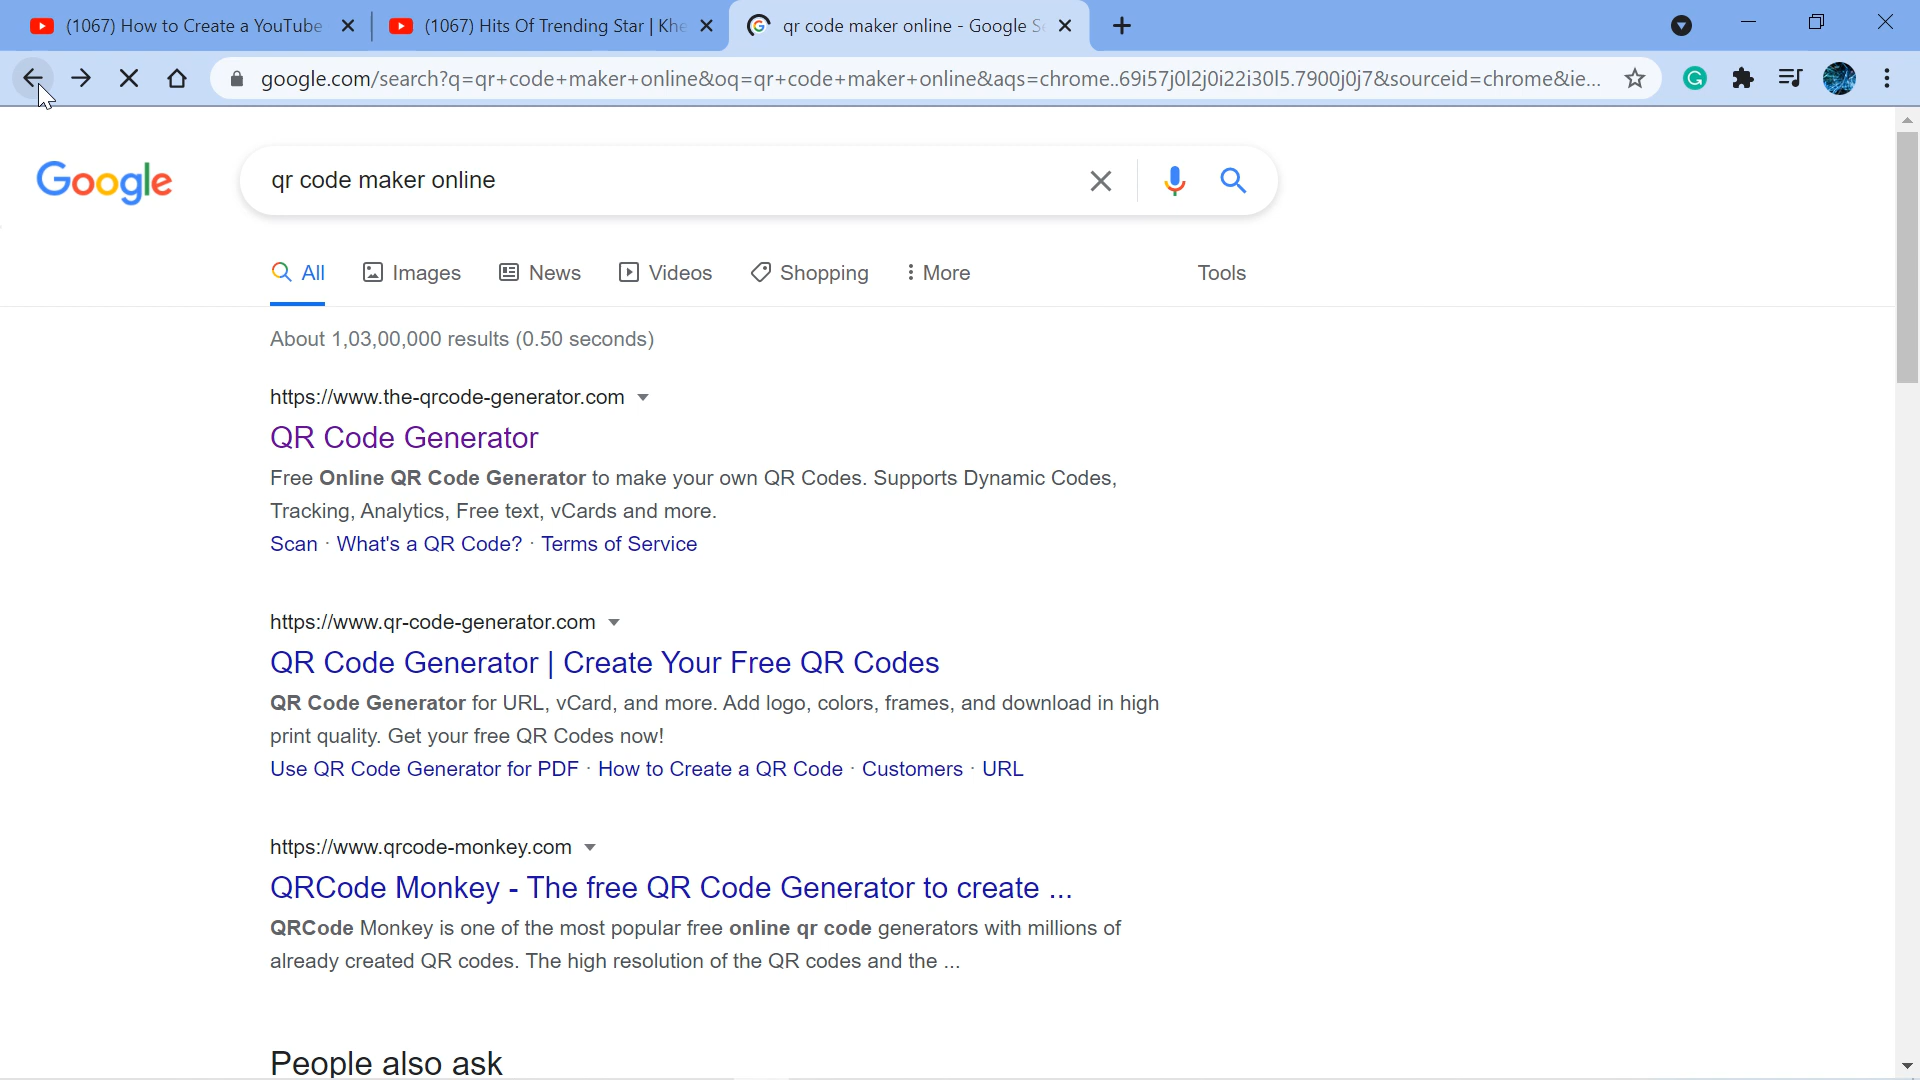 (1067) How to Create a YouTube
(1067) Hits Of Trending Star | Khe
qr code maker online - Google S
google.com/search?q=qr+code+maker+online&oq=qr+code+maker+online&aqs=chrome..69i57j0l2j0i22i30l5.7900j0j7&sourceid=chrome&ie...
Google
qr code maker online
All
Images
News
Videos
Shopping
More
Tools
About 1,03,00,000 results (0.50 seconds)
https://www.the-qrcode-generator.com
QR Code Generator
Free Online QR Code Generator to make your own QR Codes. Supports Dynamic Codes,
Tracking, Analytics, Free text, vCards and more.
Scan · What's a QR Code? · Terms of Service
https://www.qr-code-generator.com
QR Code Generator | Create Your Free QR Codes
QR Code Generator for URL, vCard, and more. Add logo, colors, frames, and download in high
print quality. Get your free QR Codes now!
Use QR Code Generator for PDF · How to Create a QR Code · Customers · URL
https://www.qrcode-monkey.com
QRCode Monkey - The free QR Code Generator to create ...
QRCode Monkey is one of the most popular free online qr code generators with millions of
already created QR codes. The high resolution of the QR codes and the ...
People also ask